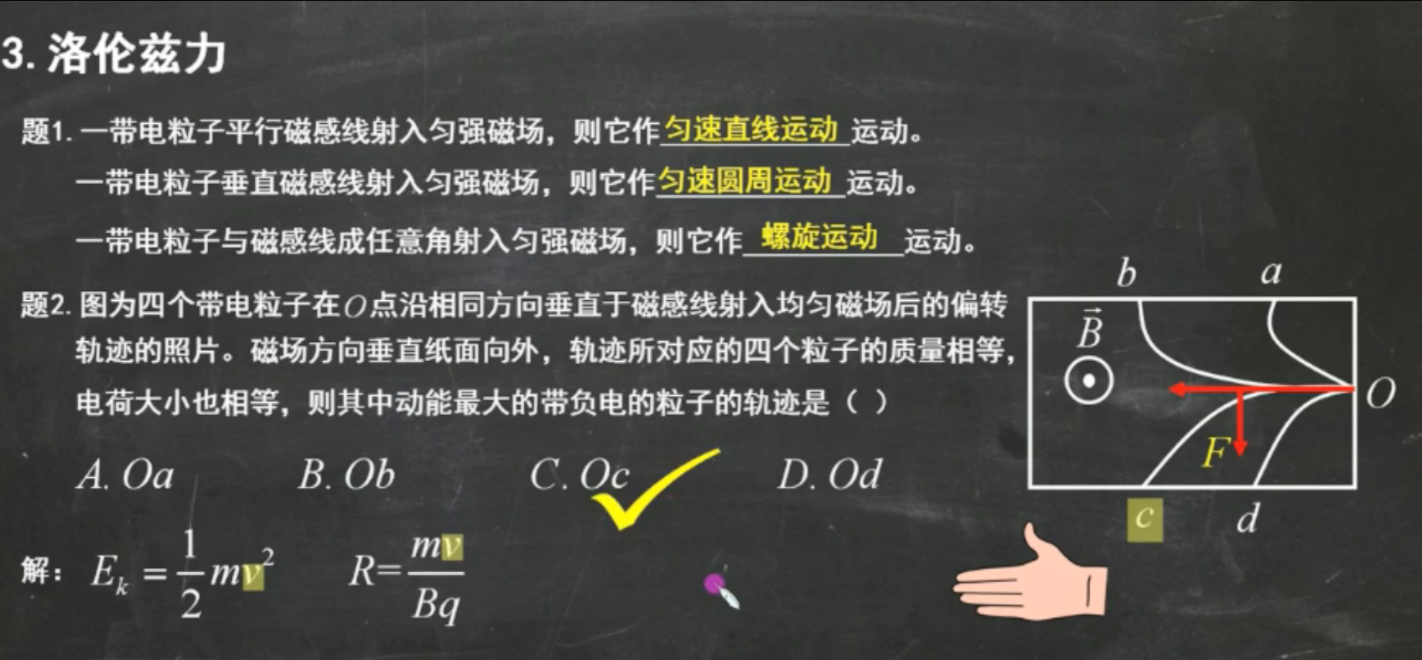 3. 洛伦兹力
题1. 一带电粒子平行磁感线射入匀强磁场，则它作 匀速直线运动 运动。
一带电粒子垂直磁感线射入匀强磁场，则它作 匀速圆周运动 运动。
一带电粒子与磁感线成任意角射入匀强磁场，则它作 螺旋运动 运动。
题2. 图为四个带电粒子在O点沿相同方向垂直于磁感线射入均匀磁场后的偏转
轨迹的照片。磁场方向垂直纸面向外，轨迹所对应的四个粒子的质量相等，
电荷大小也相等，则其中动能最大的带负电的粒子的轨迹是（ ）
b a
B⃗
O
F
c d
A. Oa B. Ob C. Oc D. Od
解： E_k = 1/2 mv² R= mv/Bq